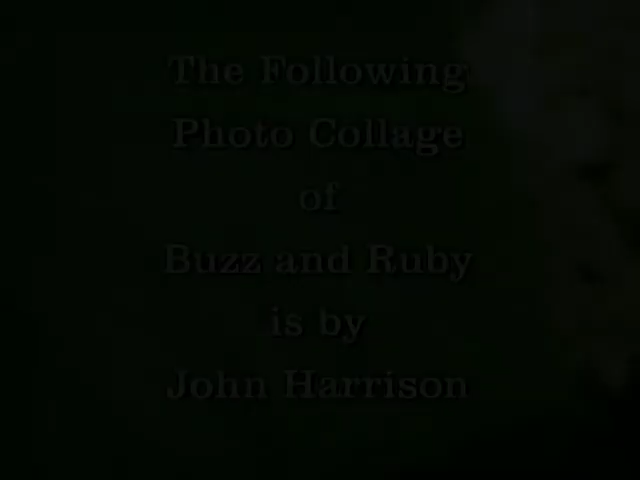 The Following
Photo Collage
of
Buzz and Ruby
is by
John Harrison